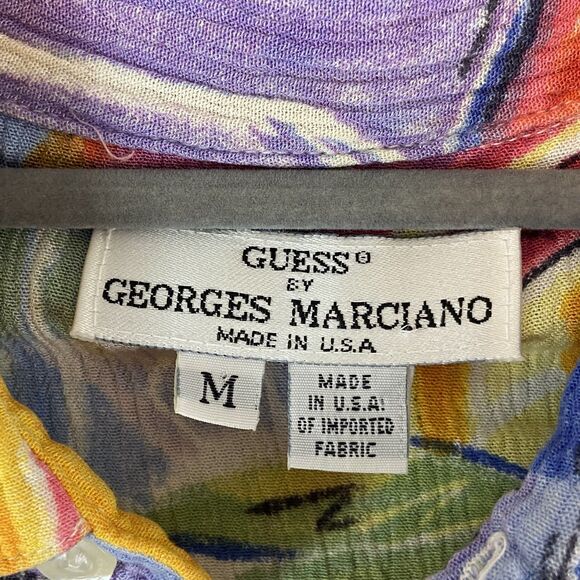 GUESS®
BY
GEORGES MARCIANO
MADE IN U.S.A
M
MADE
IN U.S.A.
OF IMPORTED
FABRIC